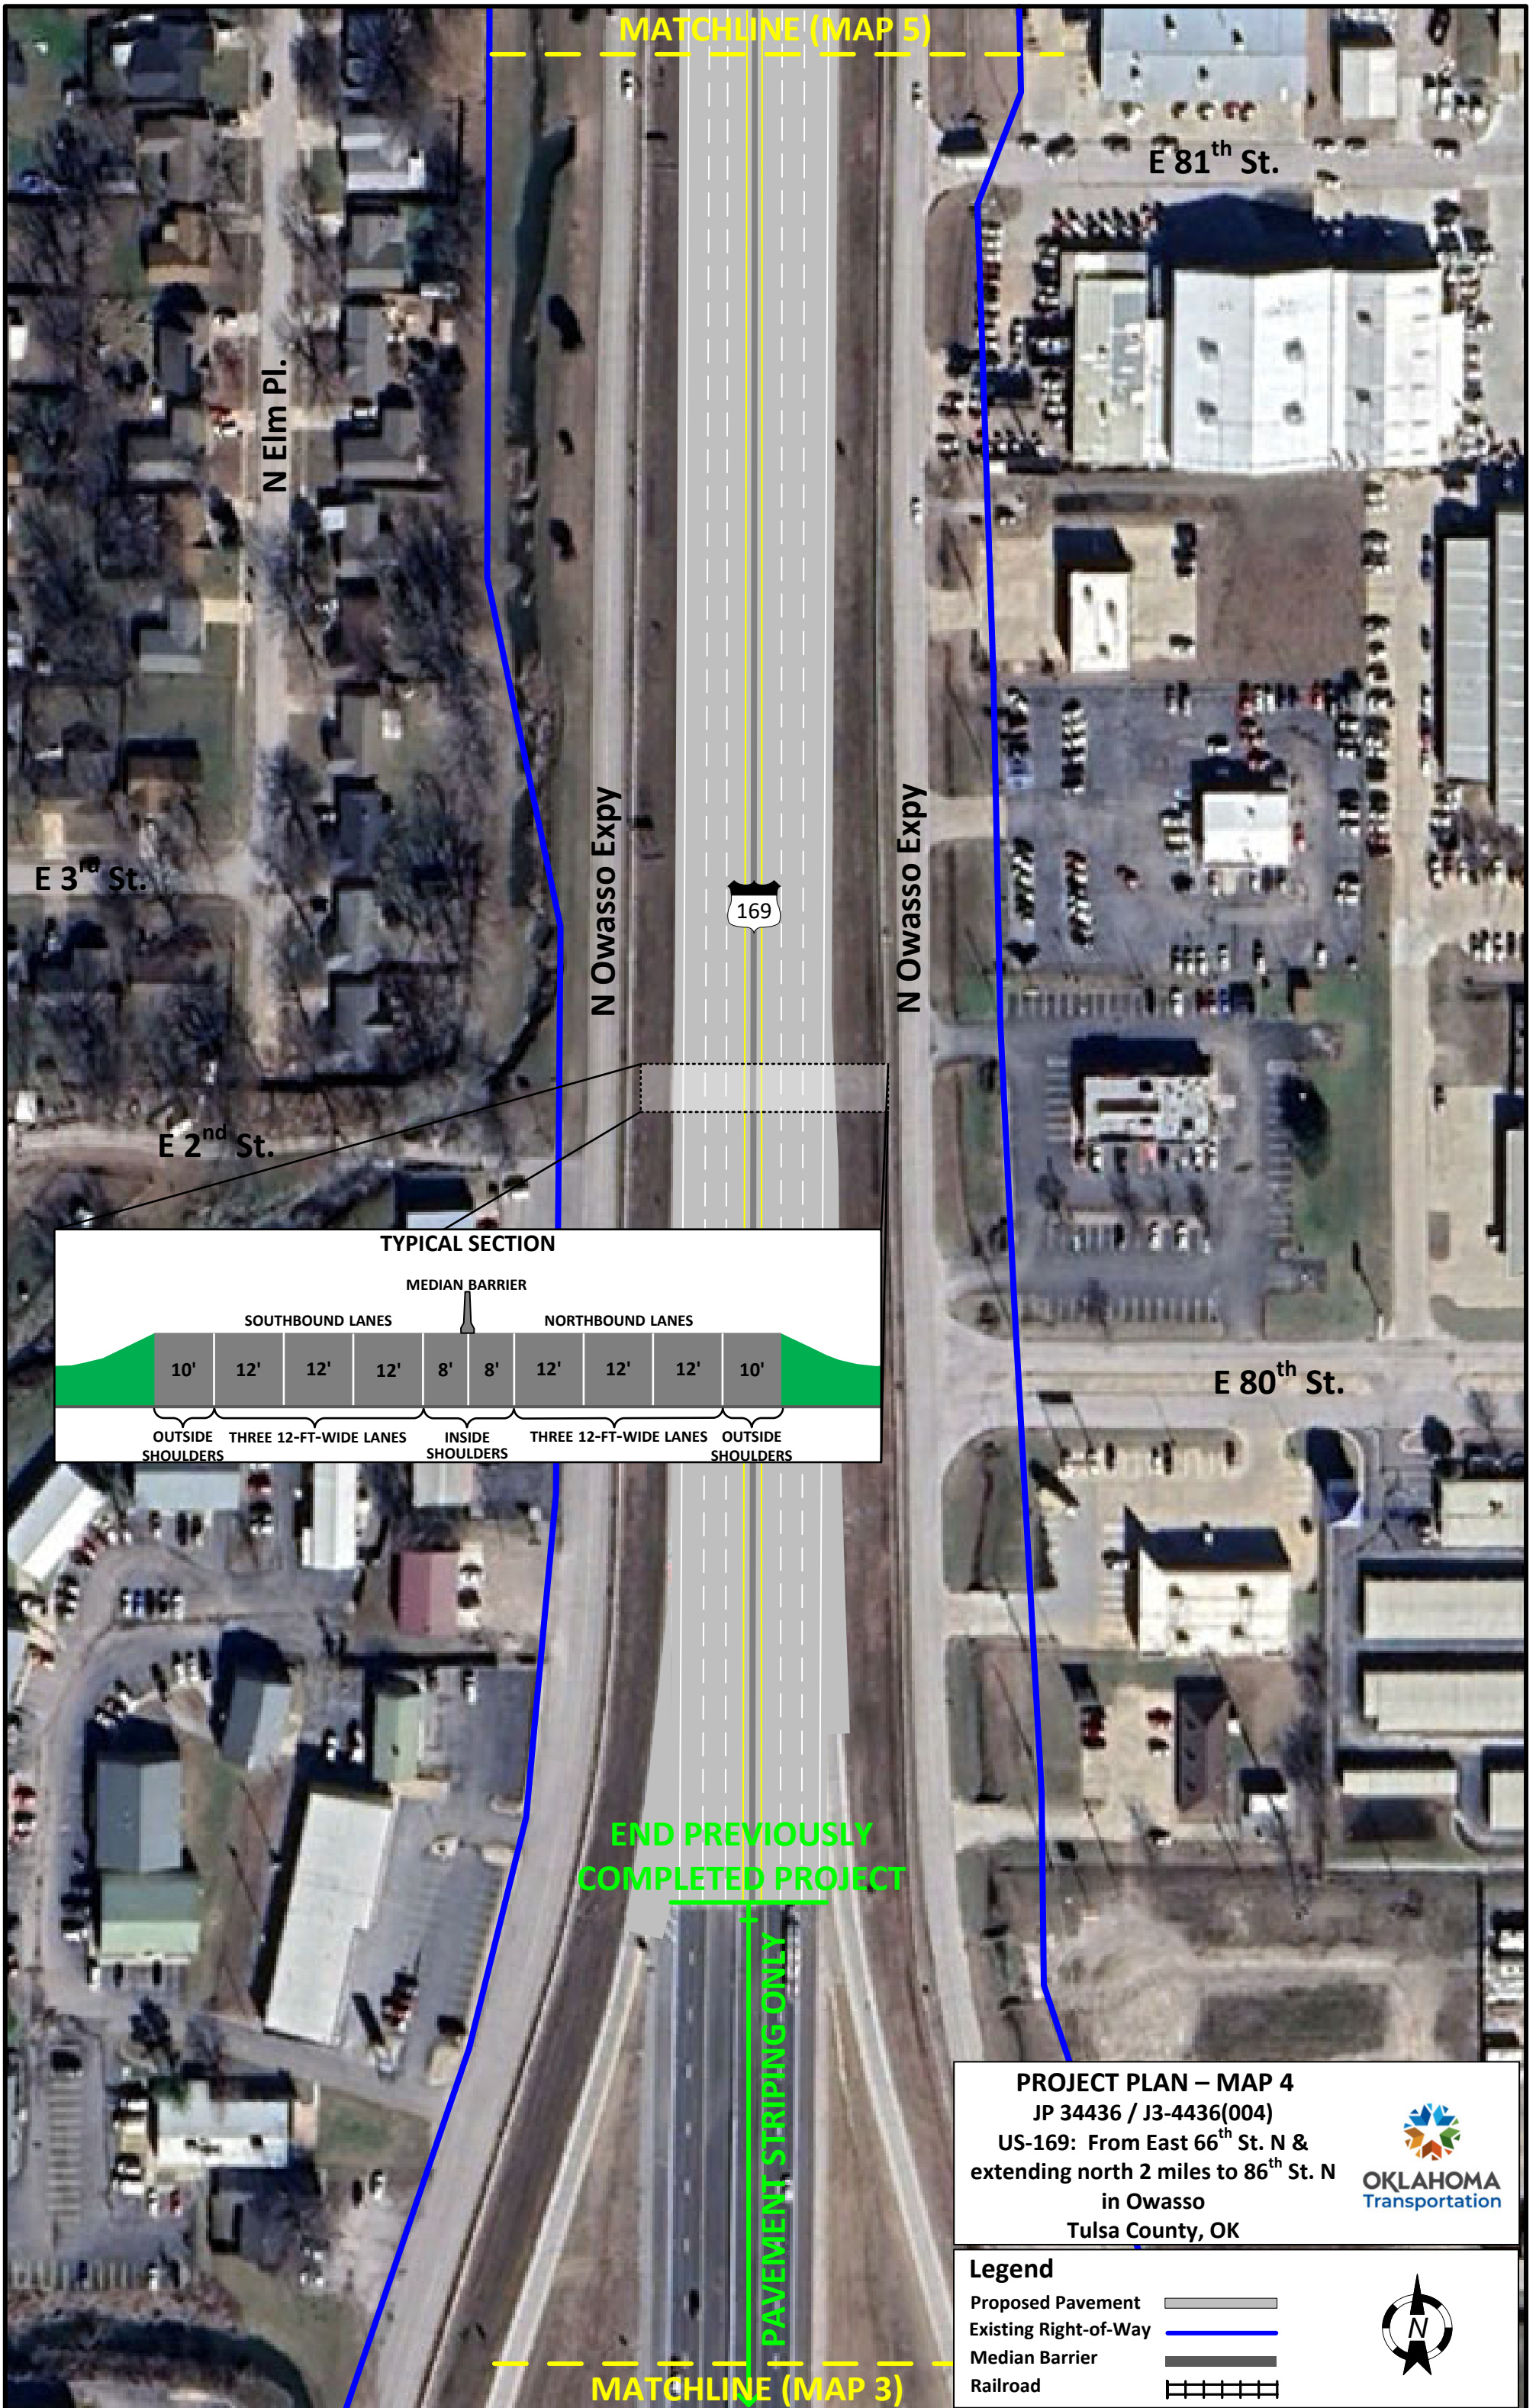 MATCHLINE (MAP 5)
E 81th St.
N Elm Pl.
N Owasso Expy
N Owasso Expy
E 3rd St.
169
E 2nd St.
TYPICAL SECTION
MEDIAN BARRIER
SOUTHBOUND LANES
NORTHBOUND LANES
10' 12' 12' 12' 8' 8' 12' 12' 12' 10'
OUTSIDE SHOULDERS
THREE 12-FT-WIDE LANES
INSIDE SHOULDERS
THREE 12-FT-WIDE LANES
OUTSIDE SHOULDERS
E 80th St.
END PREVIOUSLY
COMPLETED PROJECT
PAVEMENT STRIPING ONLY
PROJECT PLAN – MAP 4
JP 34436 / J3-4436(004)
US-169: From East 66th St. N &
extending north 2 miles to 86th St. N
in Owasso
Tulsa County, OK
OKLAHOMA
Transportation
Legend
Proposed Pavement
Existing Right-of-Way
Median Barrier
Railroad
N
MATCHLINE (MAP 3)